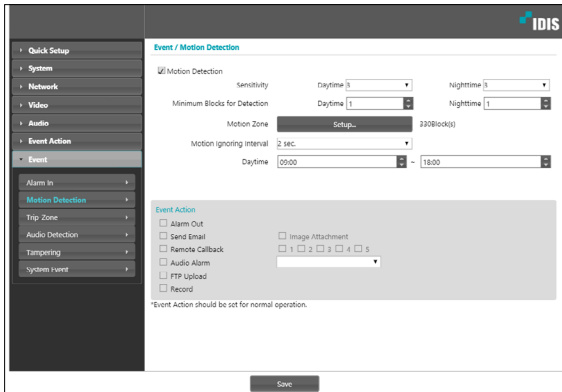 IDIS
Quick Setup
System
Network
Video
Audio
Event Action
Event
Alarm In
Motion Detection
Trip Zone
Audio Detection
Tampering
System Event
Event / Motion Detection
Motion Detection
Sensitivity Daytime 3 Nighttime 3
Minimum Blocks for Detection Daytime 1 Nighttime 1
Motion Zone Setup... 330Block(s)
Motion Ignoring Interval 2 sec.
Daytime 09:00 ~ 18:00
Event Action
Alarm Out
Send Email Image Attachment
Remote Callback 1 2 3 4 5
Audio Alarm
FTP Upload
Record
*Event Action should be set for normal operation.
Save